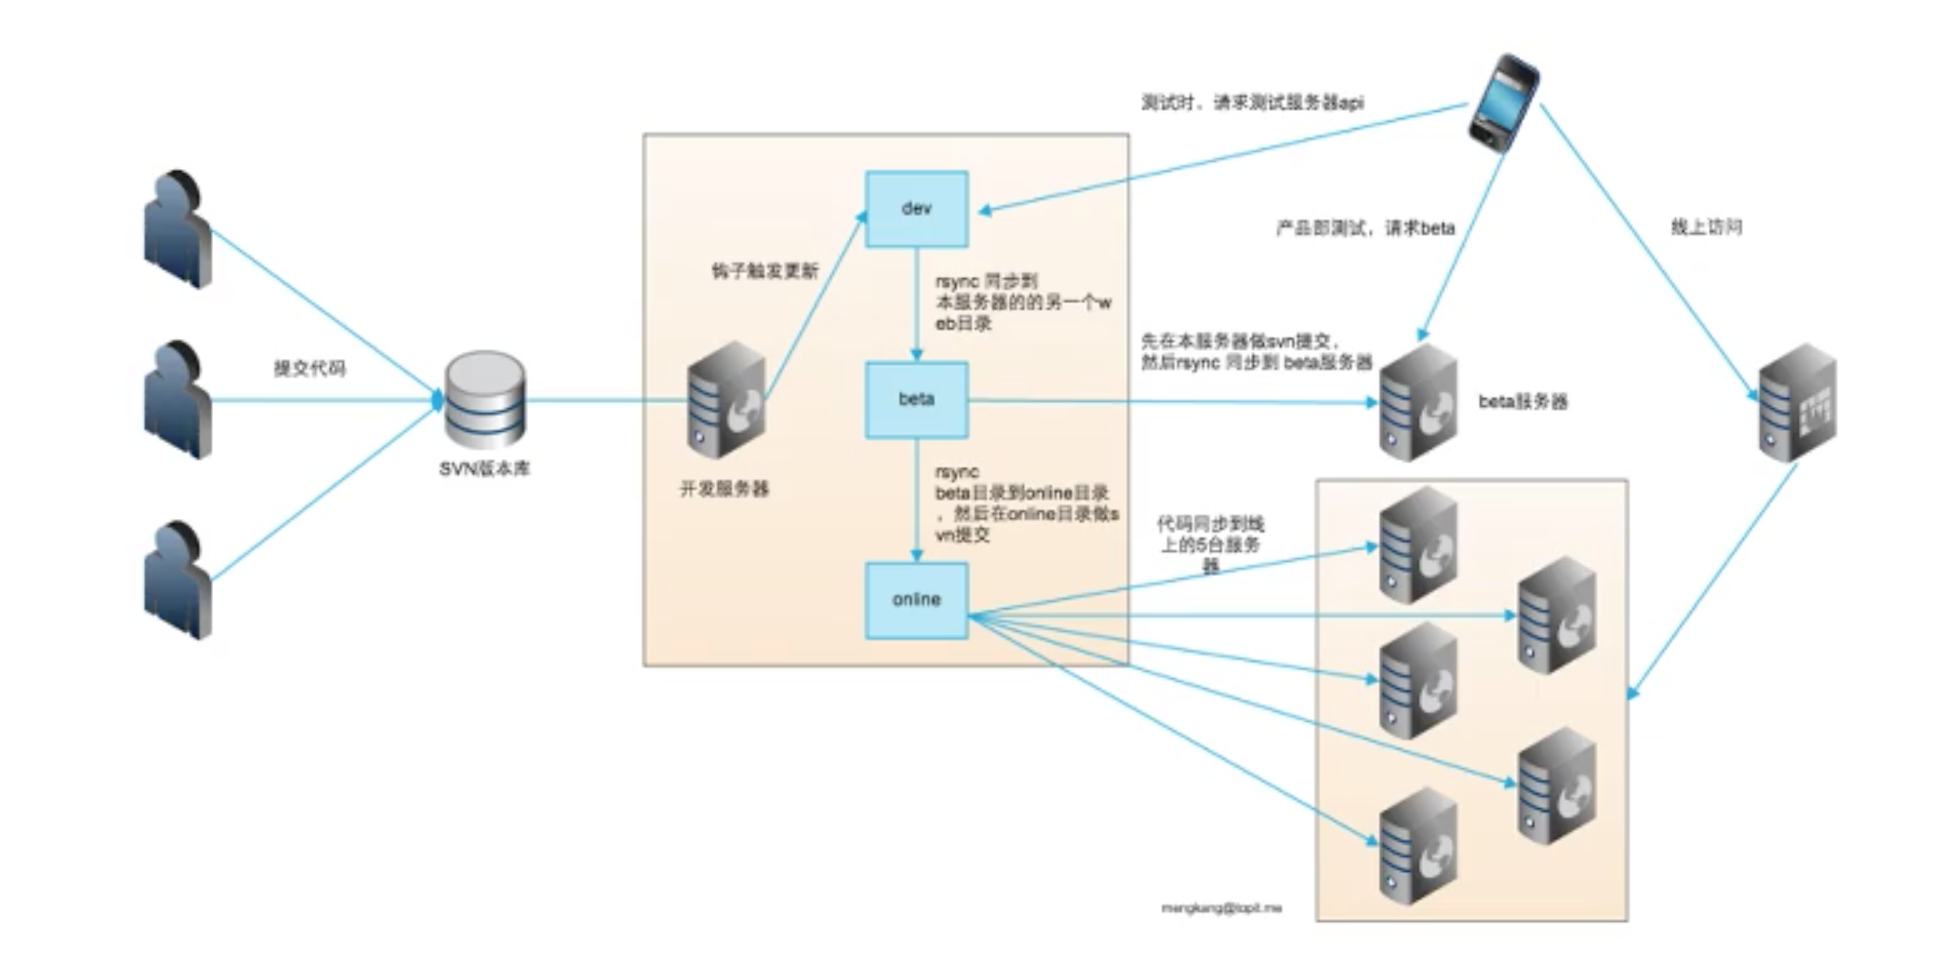 测试时，请求测试服务器api
dev
产品部测试，请求beta
线上访问
钩子触发更新
rsync 同步到
本服务器的的另一个w
eb目录
先在本服务器做svn提交，
然后rsync 同步到 beta服务器
提交代码
beta
beta服务器
SVN版本库
开发服务器
rsync
beta目录到online目录
，然后在online目录做s
vn提交
代码同步到线
上的5台服务
器
online
mengkang@topit.me